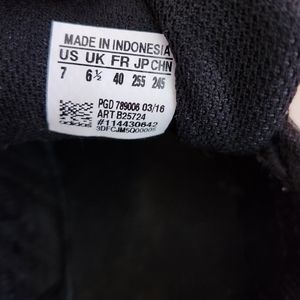 MADE IN INDONESIA
US UK FR JP CHN
7 6½ 40 255 245
PGD 789006 03/16
ART B25724
#114430642
3DFCJM5Q00005